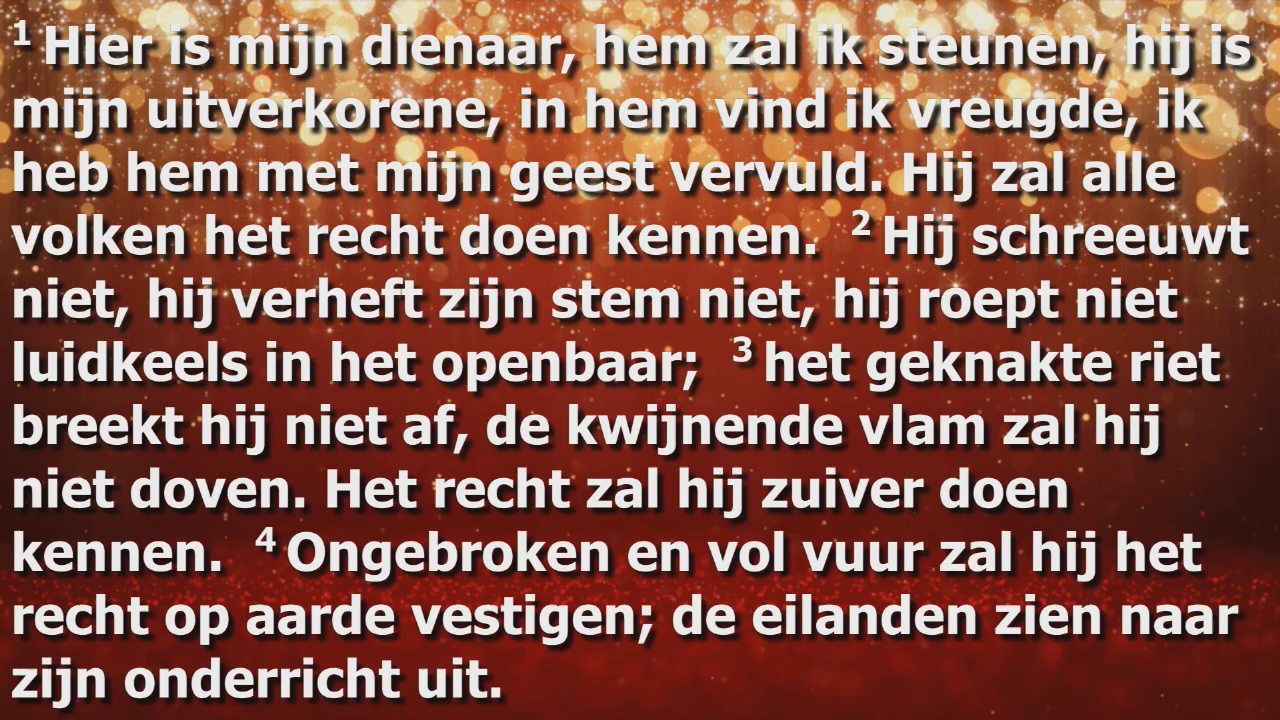 1 Hier is mijn dienaar, hem zal ik steunen, hij is
mijn uitverkorene, in hem vind ik vreugde, ik
heb hem met mijn geest vervuld. Hij zal alle
volken het recht doen kennen. 2 Hij schreeuwt
niet, hij verheft zijn stem niet, hij roept niet
luidkeels in het openbaar; 3 het geknakte riet
breekt hij niet af, de kwijnende vlam zal hij
niet doven. Het recht zal hij zuiver doen
kennen. 4 Ongebroken en vol vuur zal hij het
recht op aarde vestigen; de eilanden zien naar
zijn onderricht uit.